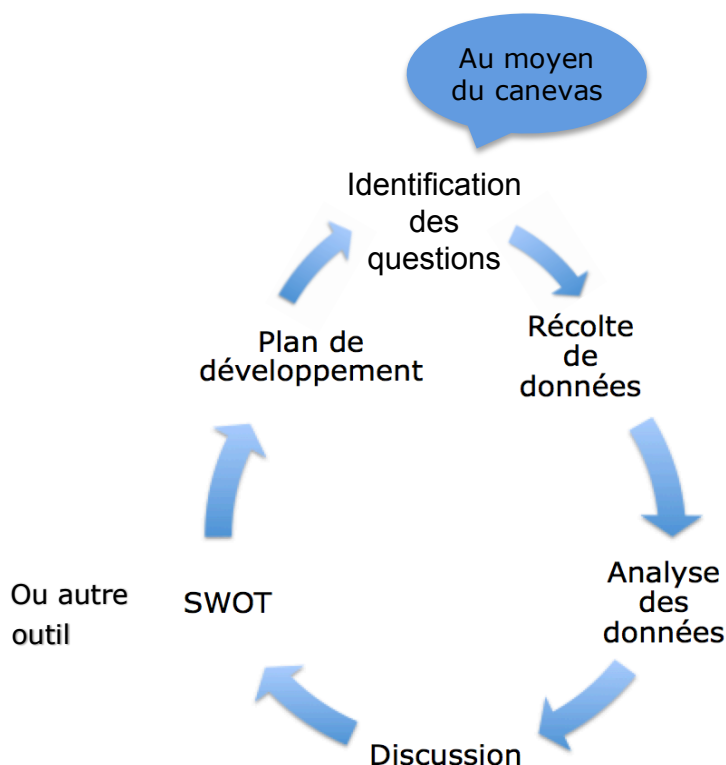 Au moyen
du canevas
Identification
des
questions
Récolte
de
données
Analyse
des
données
Discussion
SWOT
Ou autre
outil
Plan de
développement